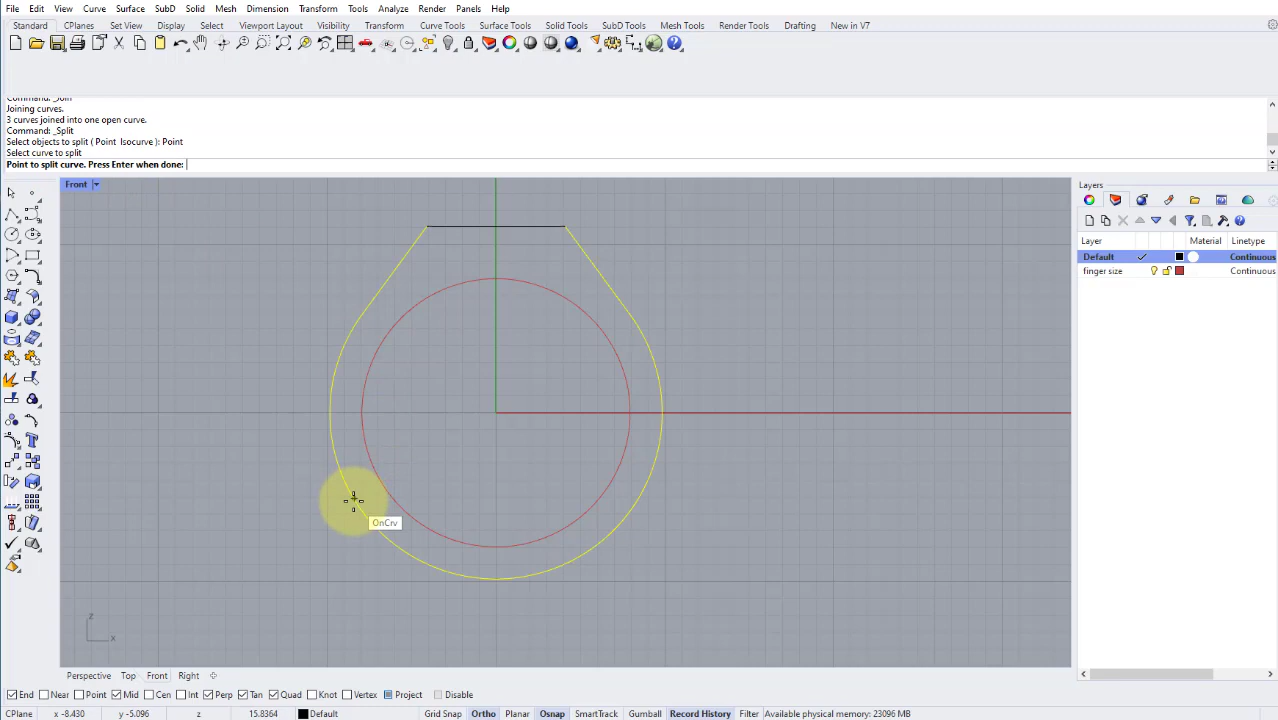 File Edit View Curve Surface SubD Solid Mesh Dimension Transform Tools Analyze Render Panels Help
Standard CPlanes Set View Display Select Viewport Layout Visibility Transform Curve Tools Surface Tools Solid Tools SubD Tools Mesh Tools Render Tools Drafting New in V7
Command: _Join
Joining curves.
3 curves joined into one open curve.
Command: _Split
Select objects to split ( Point Isocurve ): Point
Select curve to split
Point to split curve. Press Enter when done:
Front
Layers
Layer Material Linetype
Default Continuous
finger size Continuous
OnCrv
z
x
Perspective Top Front Right
End Near Point Mid Cen Int Perp Tan Quad Knot Vertex Project Disable
CPlane x -8.430 y -5.096 z 15.8364 Default Grid Snap Ortho Planar Osnap SmartTrack Gumball Record History Filter Available physical memory: 23096 MB